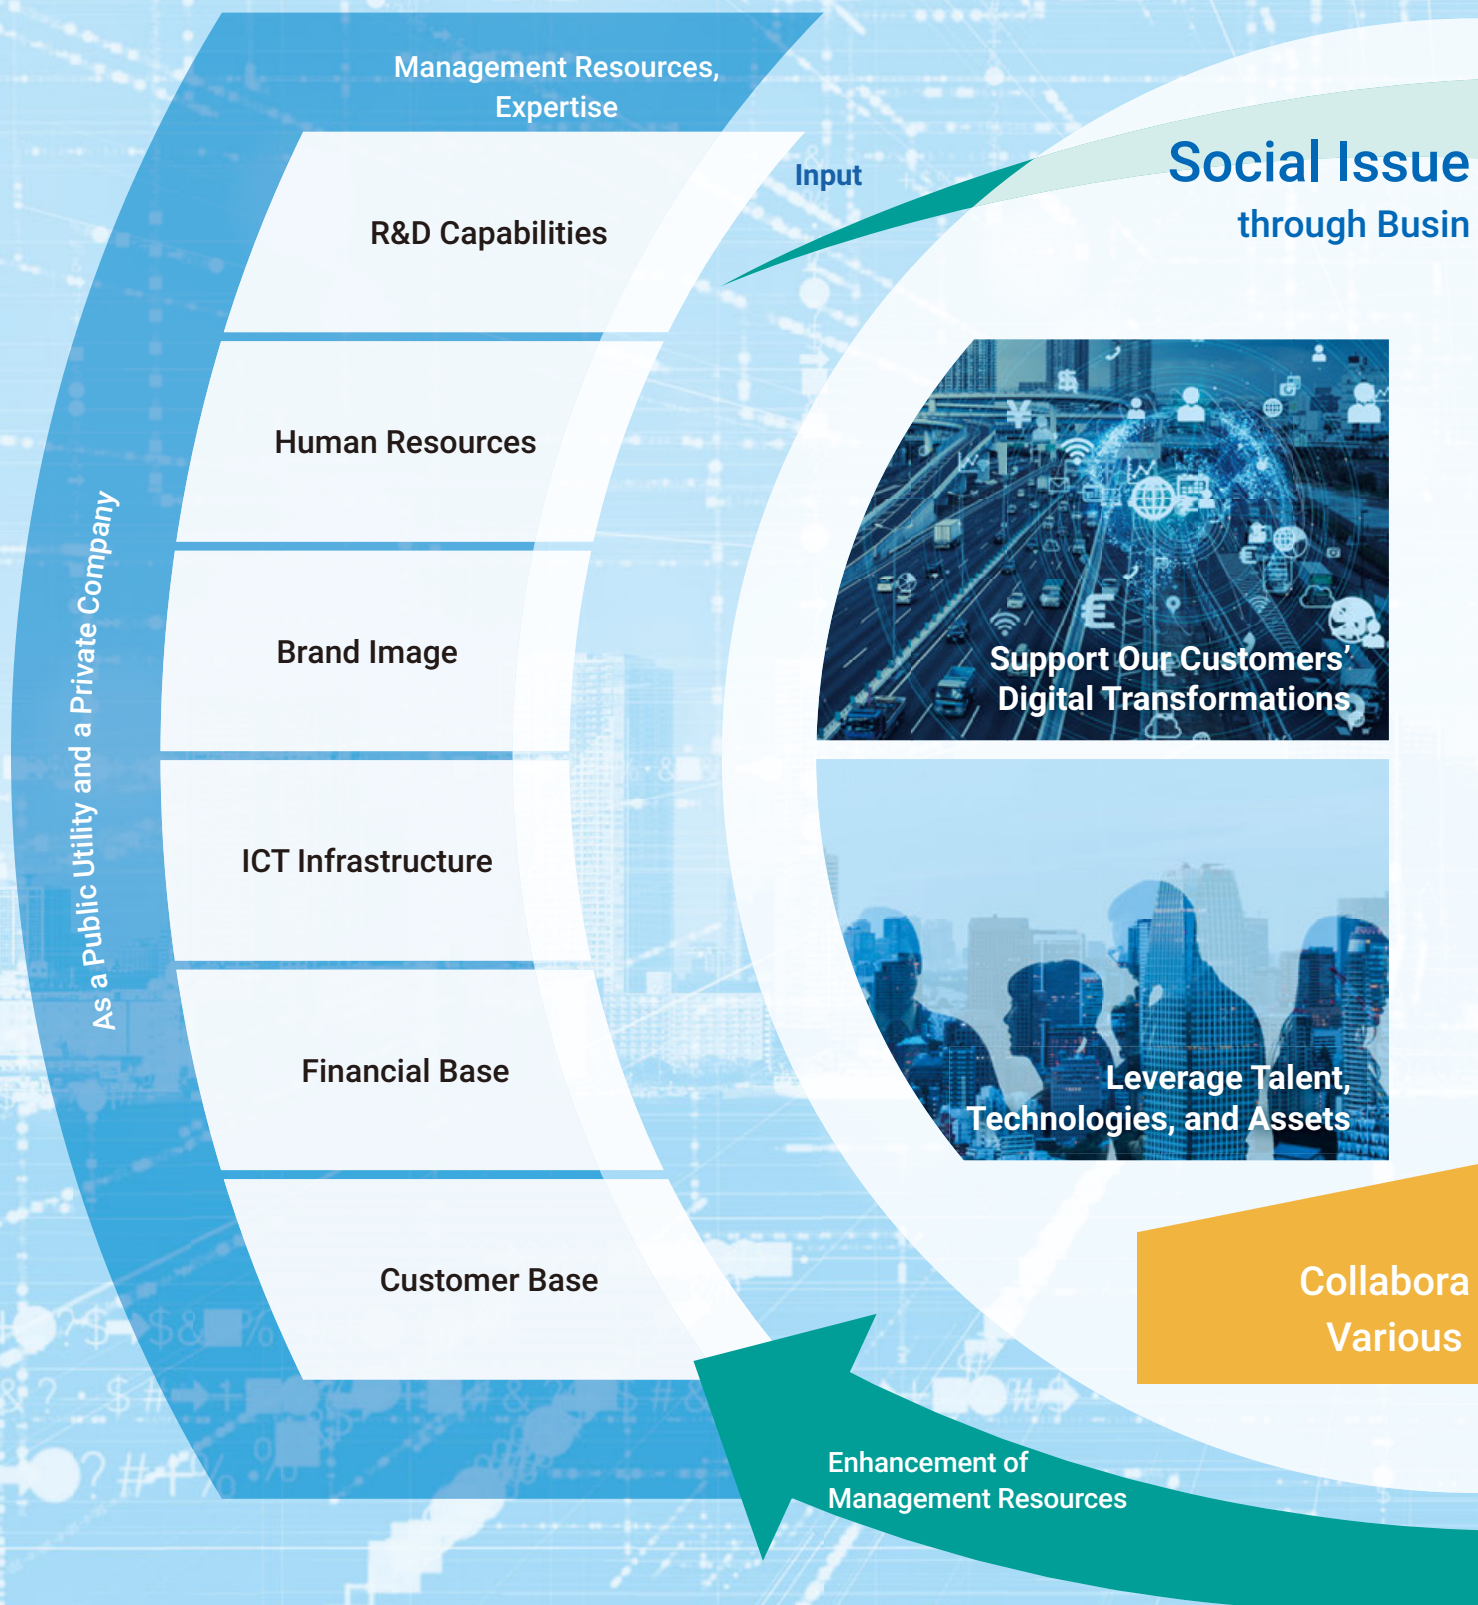 Management Resources,
Expertise
Input
R&D Capabilities
Human Resources
Brand Image
ICT Infrastructure
Financial Base
Customer Base
As a Public Utility and a Private Company
Social Issue
through Busin
Support Our Customers’
Digital Transformations
Leverage Talent,
Technologies, and Assets
Collabora
Various
Enhancement of
Management Resources